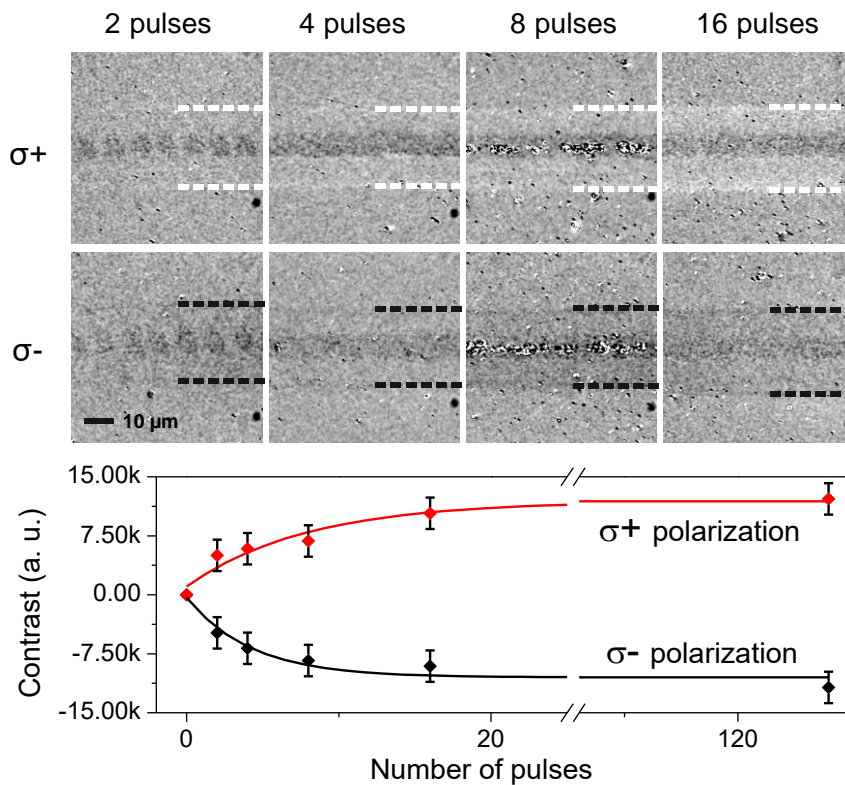 2 pulses 4 pulses 8 pulses 16 pulses
σ+
σ-
10 µm
15.00k
7.50k
0.00
-7.50k
-15.00k
Contrast (a. u.)
σ+ polarization
σ- polarization
0 20 120
Number of pulses